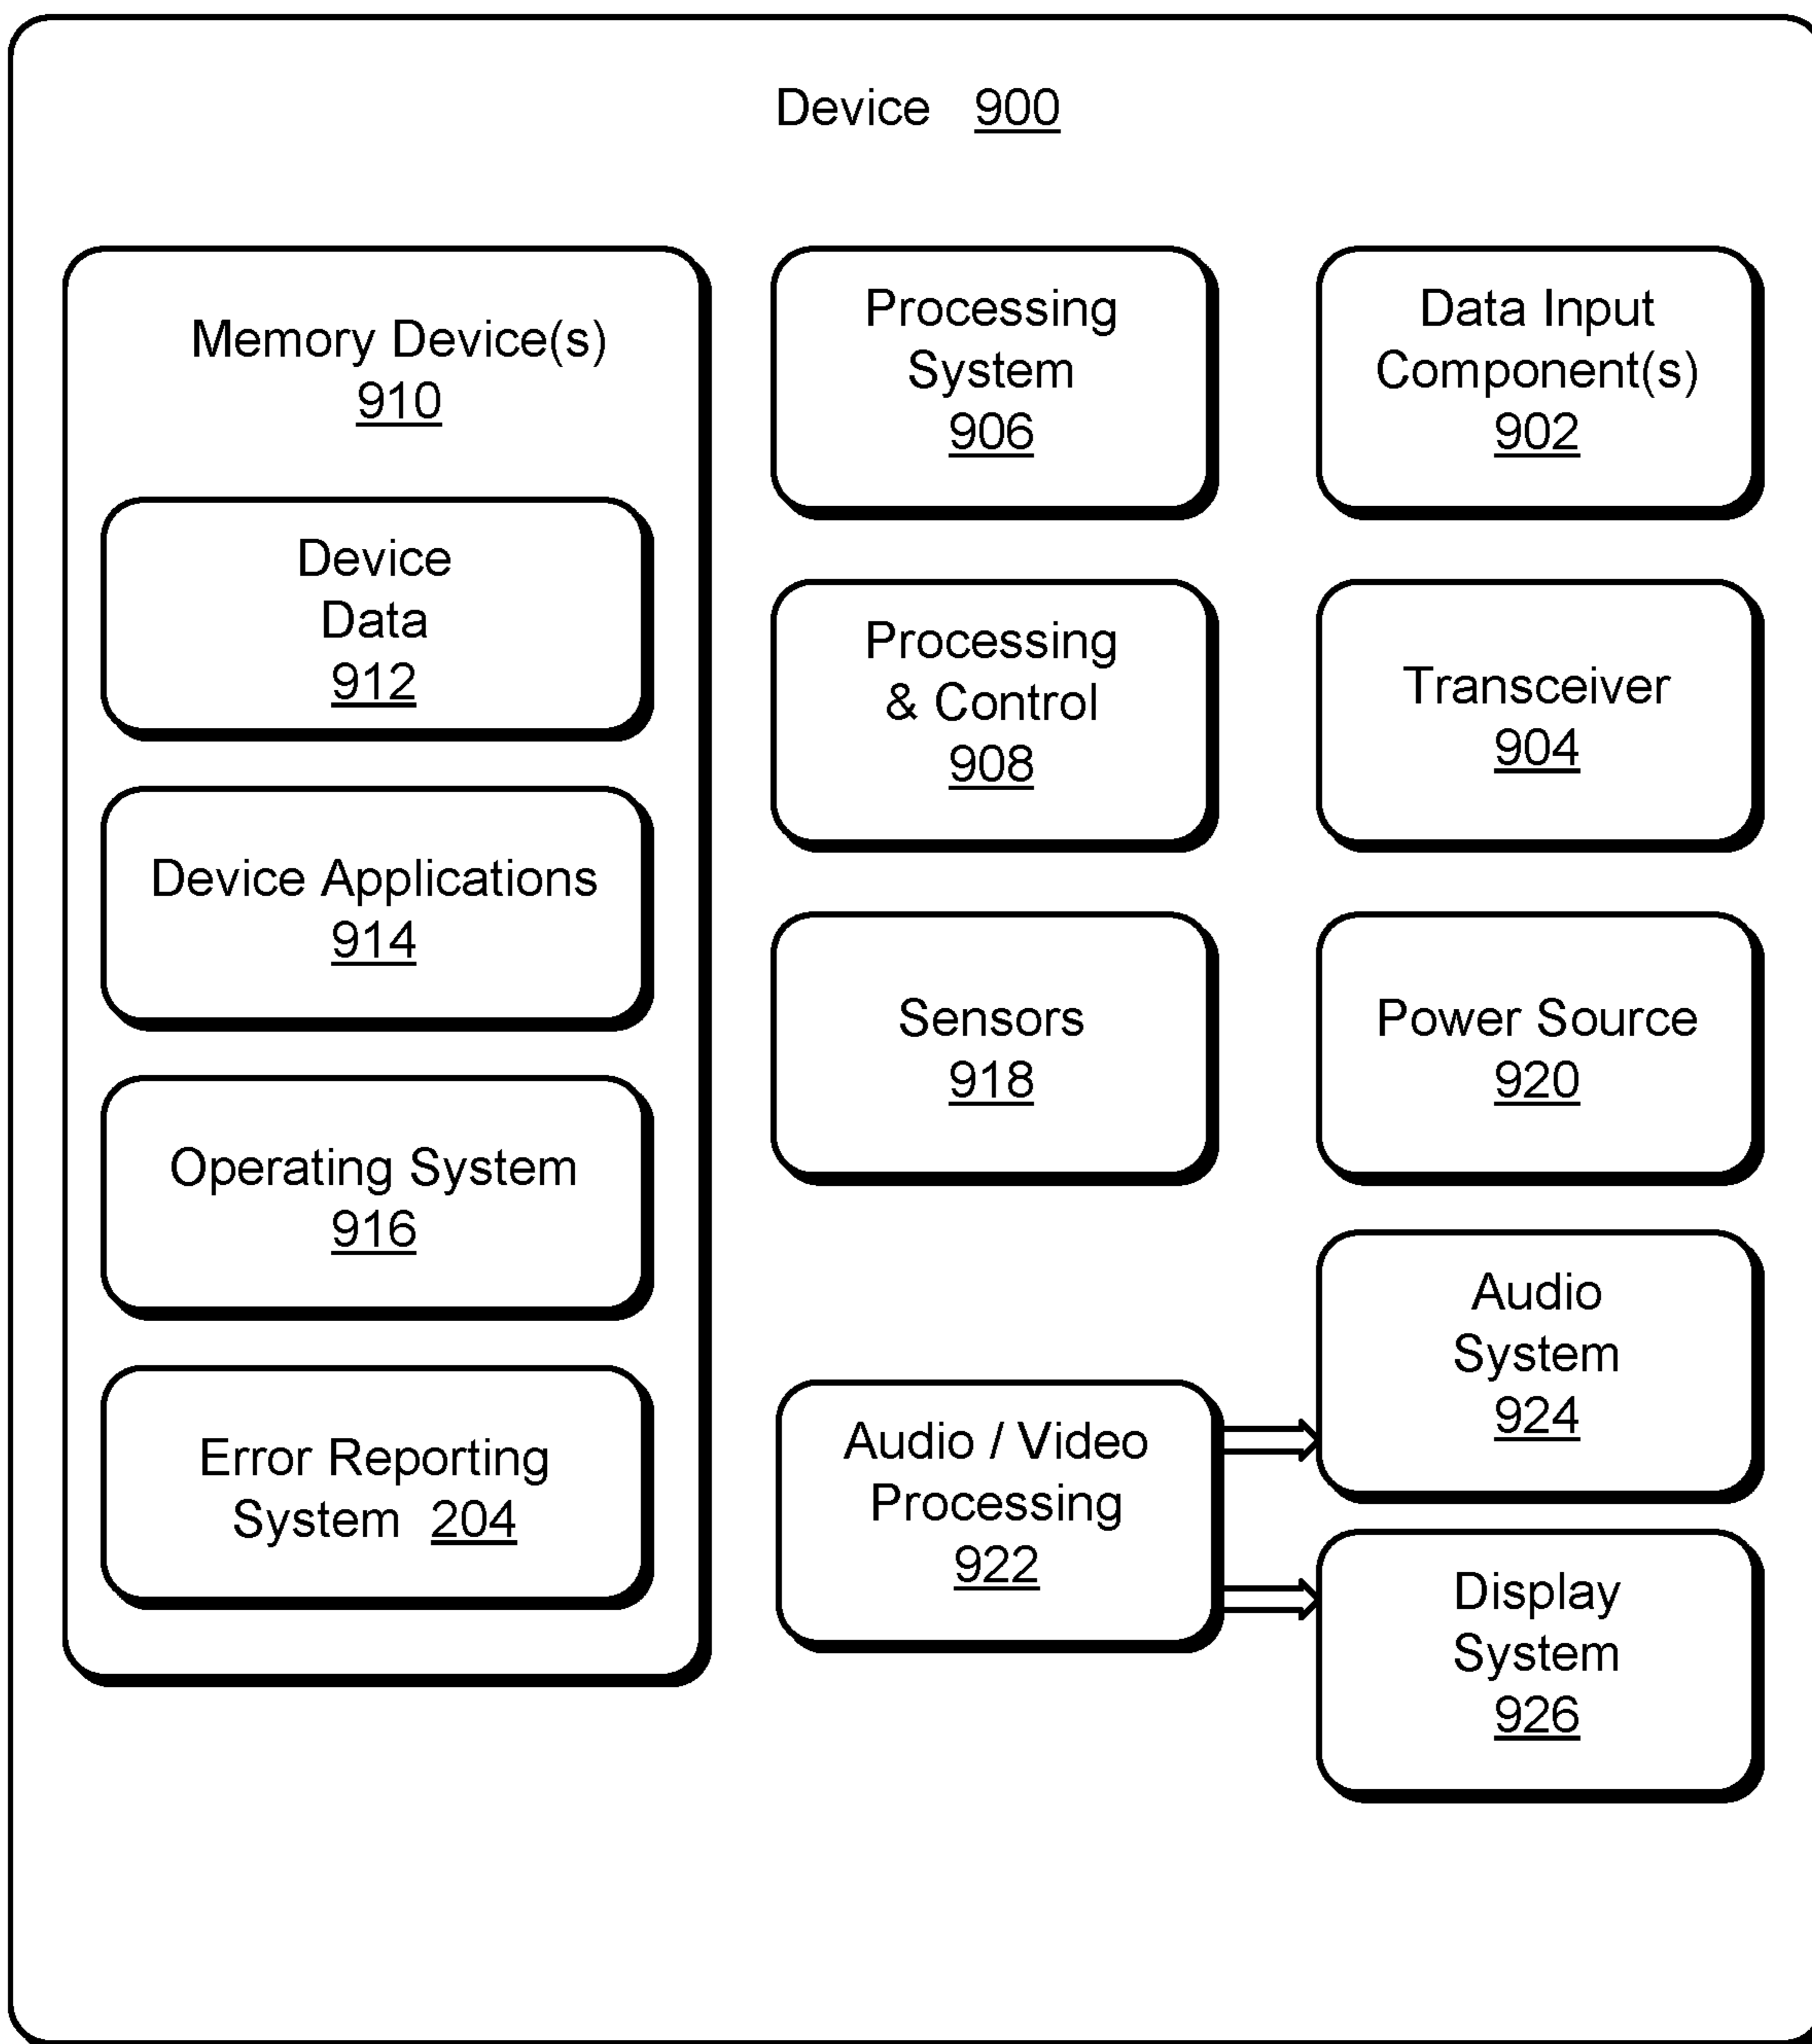 Device 900
Memory Device(s)
910
Device
Data
912
Device Applications
914
Operating System
916
Error Reporting
System 204
Processing
System
906
Processing
& Control
908
Sensors
918
Audio / Video
Processing
922
Data Input
Component(s)
902
Transceiver
904
Power Source
920
Audio
System
924
Display
System
926